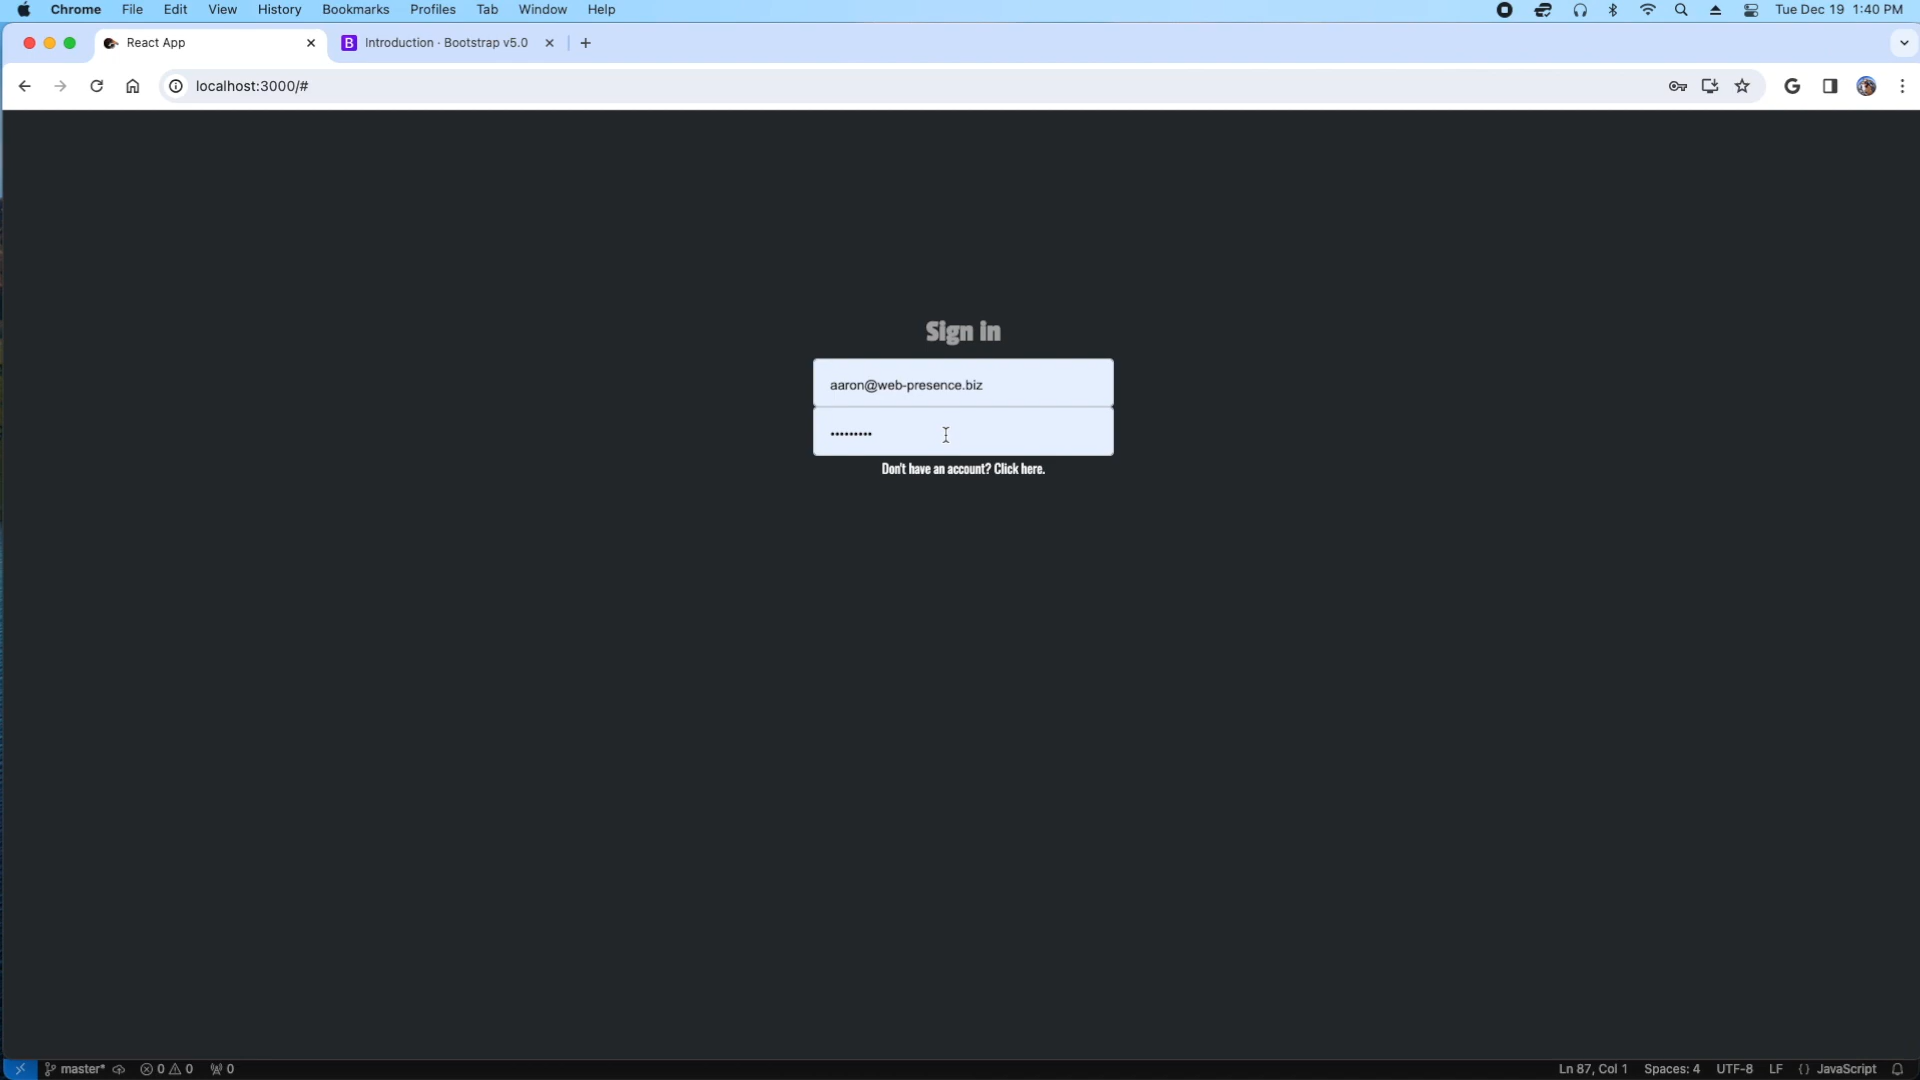 Chrome File Edit View History Bookmarks Profiles Tab Window Help Tue Dec 19 1:40 PM
React App Introduction · Bootstrap v5.0
localhost:3000/#
Sign in
aaron@web-presence.biz
•••••••••
Don't have an account? Click here.
master* 0 0 0 Ln 87, Col 1 Spaces: 4 UTF-8 LF {} JavaScript